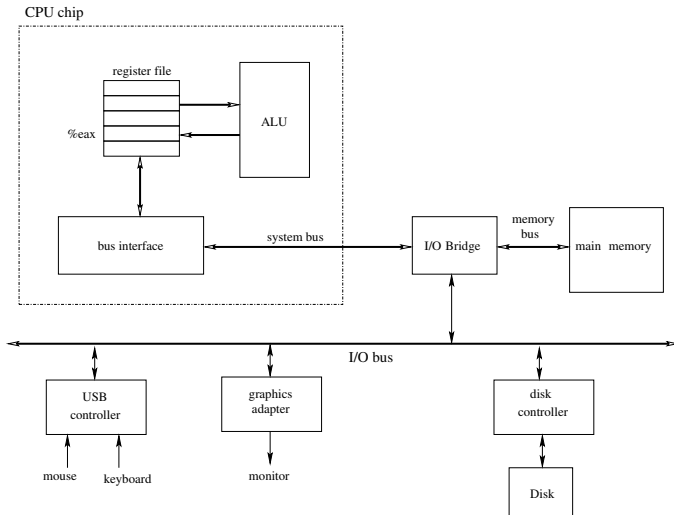 CPU chip
register file
%eax
ALU
bus interface
system bus
I/O Bridge
memory
bus
main memory
I/O bus
USB
controller
graphics
adapter
disk
controller
mouse
keyboard
monitor
Disk